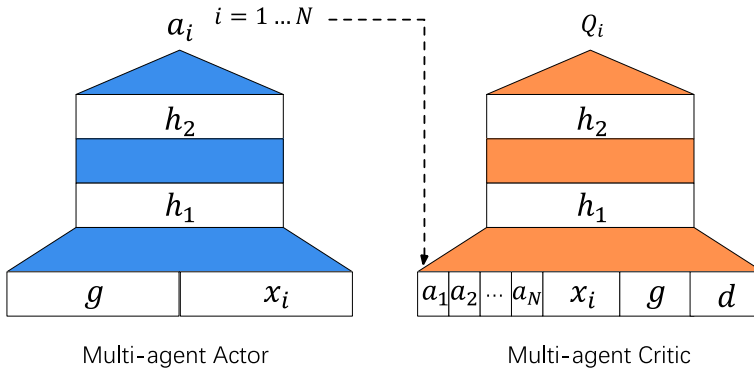 a_i i = 1 … N
h_2
h_1
g x_i
Multi-agent Actor
Q_i
h_2
h_1
a_1 a_2 … a_N x_i g d
Multi-agent Critic